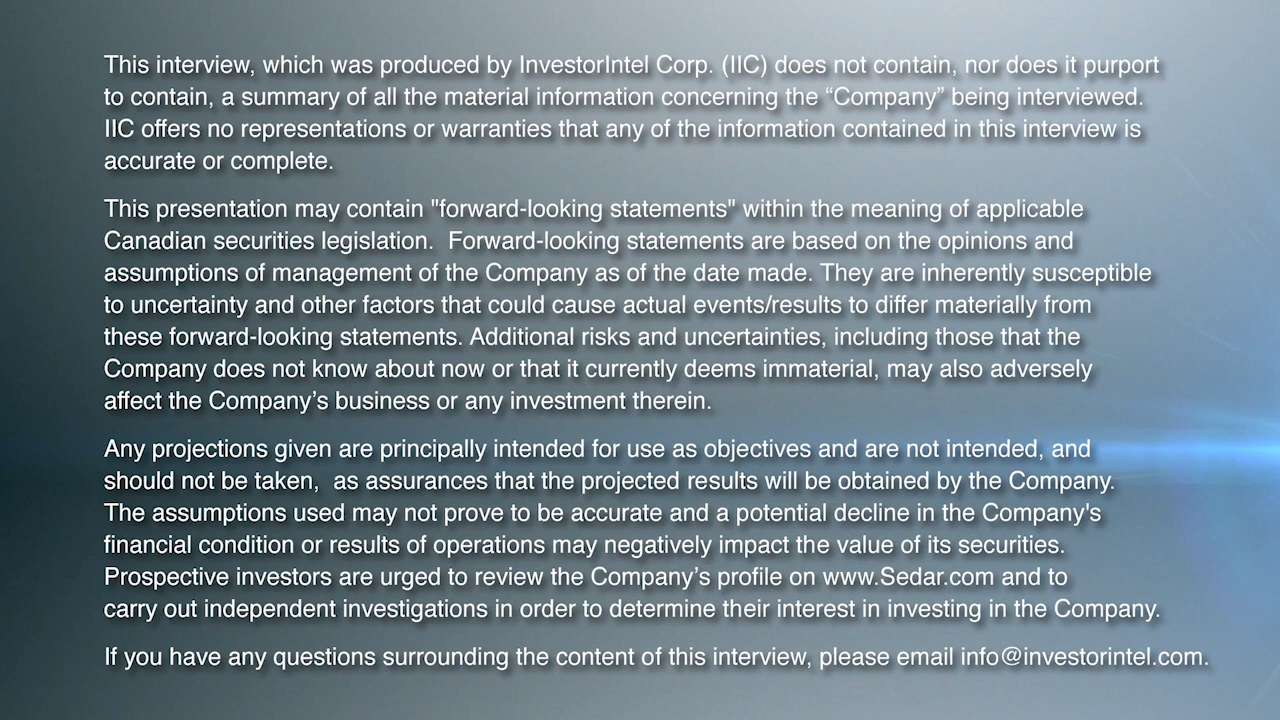 This interview, which was produced by InvestorIntel Corp. (IIC) does not contain, nor does it purport
to contain, a summary of all the material information concerning the “Company” being interviewed.
IIC offers no representations or warranties that any of the information contained in this interview is
accurate or complete.
This presentation may contain "forward-looking statements" within the meaning of applicable
Canadian securities legislation.  Forward-looking statements are based on the opinions and
assumptions of management of the Company as of the date made. They are inherently susceptible
to uncertainty and other factors that could cause actual events/results to differ materially from
these forward-looking statements. Additional risks and uncertainties, including those that the
Company does not know about now or that it currently deems immaterial, may also adversely
affect the Company’s business or any investment therein.
Any projections given are principally intended for use as objectives and are not intended, and
should not be taken,  as assurances that the projected results will be obtained by the Company.
The assumptions used may not prove to be accurate and a potential decline in the Company's
financial condition or results of operations may negatively impact the value of its securities.
Prospective investors are urged to review the Company’s profile on www.Sedar.com and to
carry out independent investigations in order to determine their interest in investing in the Company.
If you have any questions surrounding the content of this interview, please email info@investorintel.com.